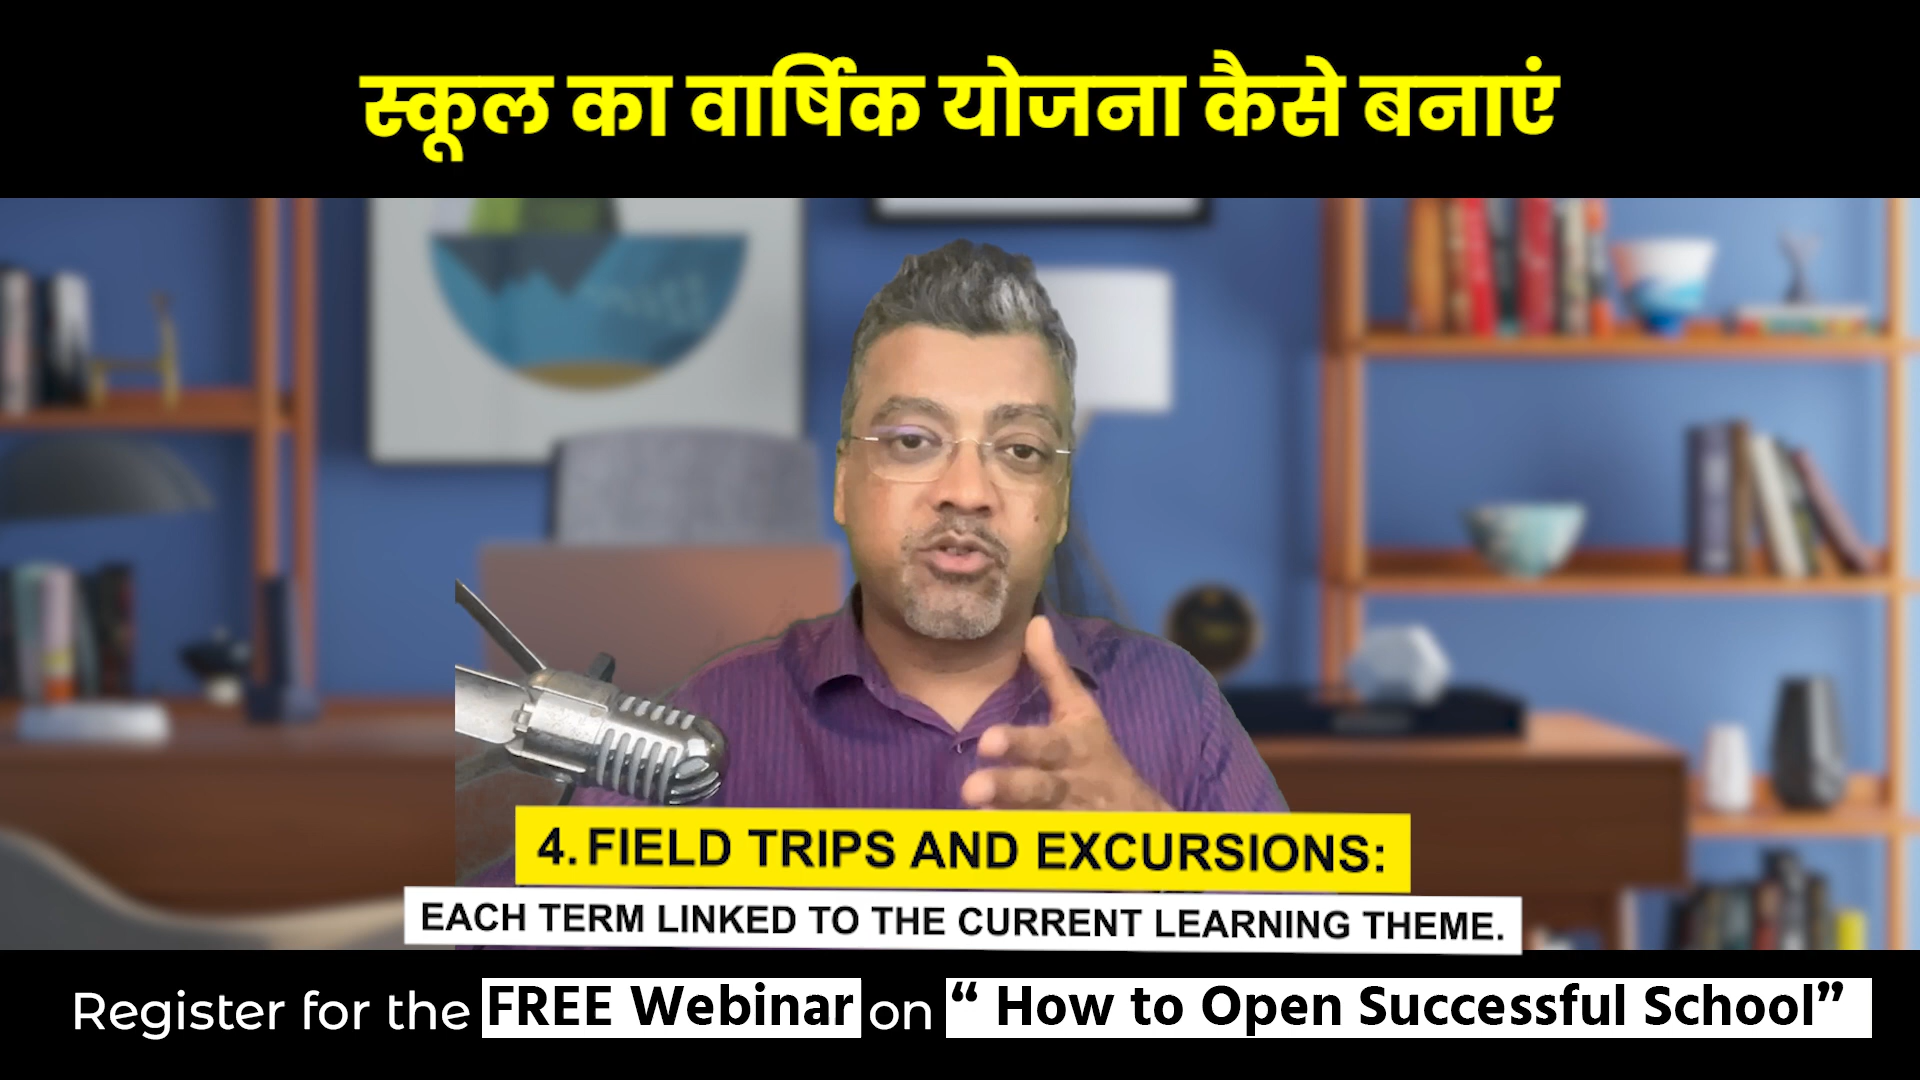 स्कूल का वार्षिक योजना कैसे बनाएं
4. FIELD TRIPS AND EXCURSIONS:
EACH TERM LINKED TO THE CURRENT LEARNING THEME.
Register for the FREE Webinar on “ How to Open Successful School”